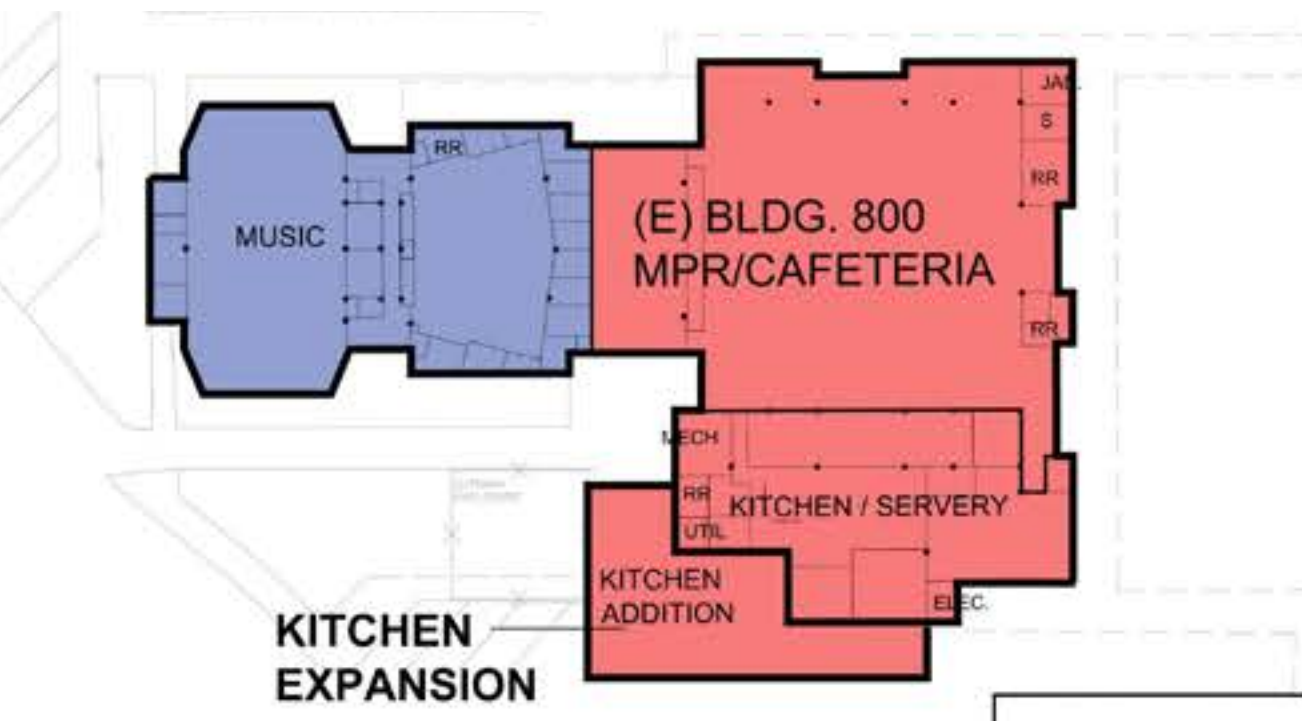 JAN.
S
RR
RR
(E) BLDG. 800
MPR/CAFETERIA
MUSIC
RR
MECH
RR
KITCHEN / SERVERY
UTIL
KITCHEN
ADDITION
ELEC.
KITCHEN
EXPANSION